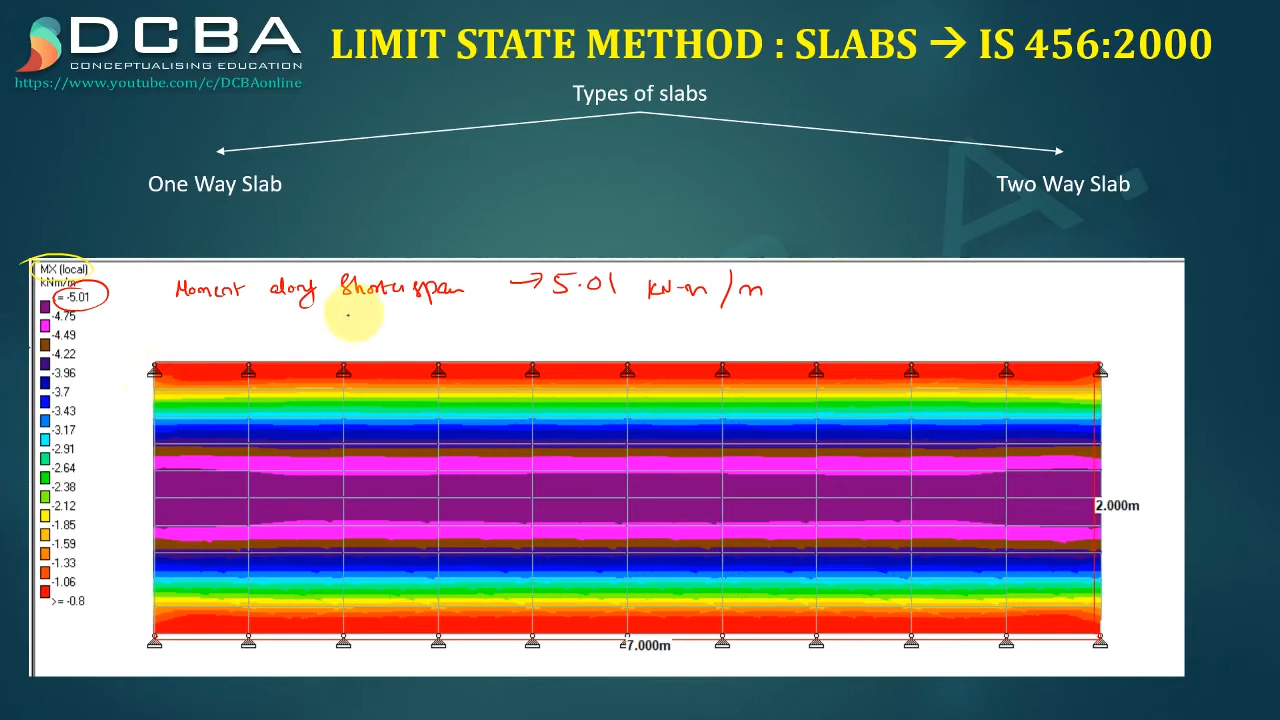 DCBA
CONCEPTUALISING EDUCATION
https://www.youtube.com/c/DCBAonline
LIMIT STATE METHOD : SLABS → IS 456:2000
Types of slabs
One Way Slab
Two Way Slab
MX (local)
kNm/m
= -5.01
-4.75
-4.49
-4.22
-3.96
-3.7
-3.43
-3.17
-2.91
-2.64
-2.38
-2.12
-1.85
-1.59
-1.33
-1.06
>= -0.8
Moment along Shorter span → 5.01 kN-m/m
2.000m
7.000m